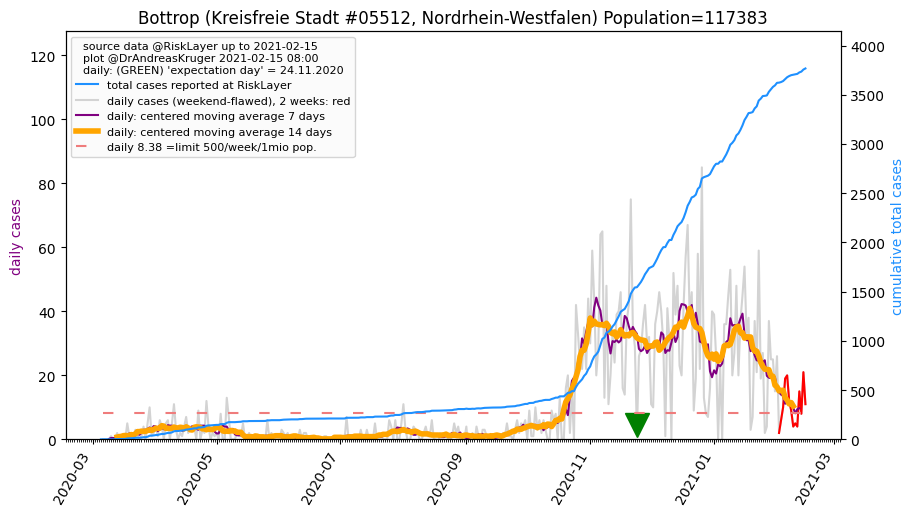 Bottrop (Kreisfreie Stadt #05512, Nordrhein-Westfalen) Population=117383
source data @RiskLayer up to 2021-02-15
plot @DrAndreasKruger 2021-02-15 08:00
daily: (GREEN) 'expectation day' = 24.11.2020
total cases reported at RiskLayer
daily cases (weekend-flawed), 2 weeks: red
daily: centered moving average 7 days
daily: centered moving average 14 days
daily 8.38 =limit 500/week/1mio pop.
daily cases
120
100
80
60
40
20
0
cumulative total cases
4000
3500
3000
2500
2000
1500
1000
500
0
2020-03
2020-05
2020-07
2020-09
2020-11
2021-01
2021-03